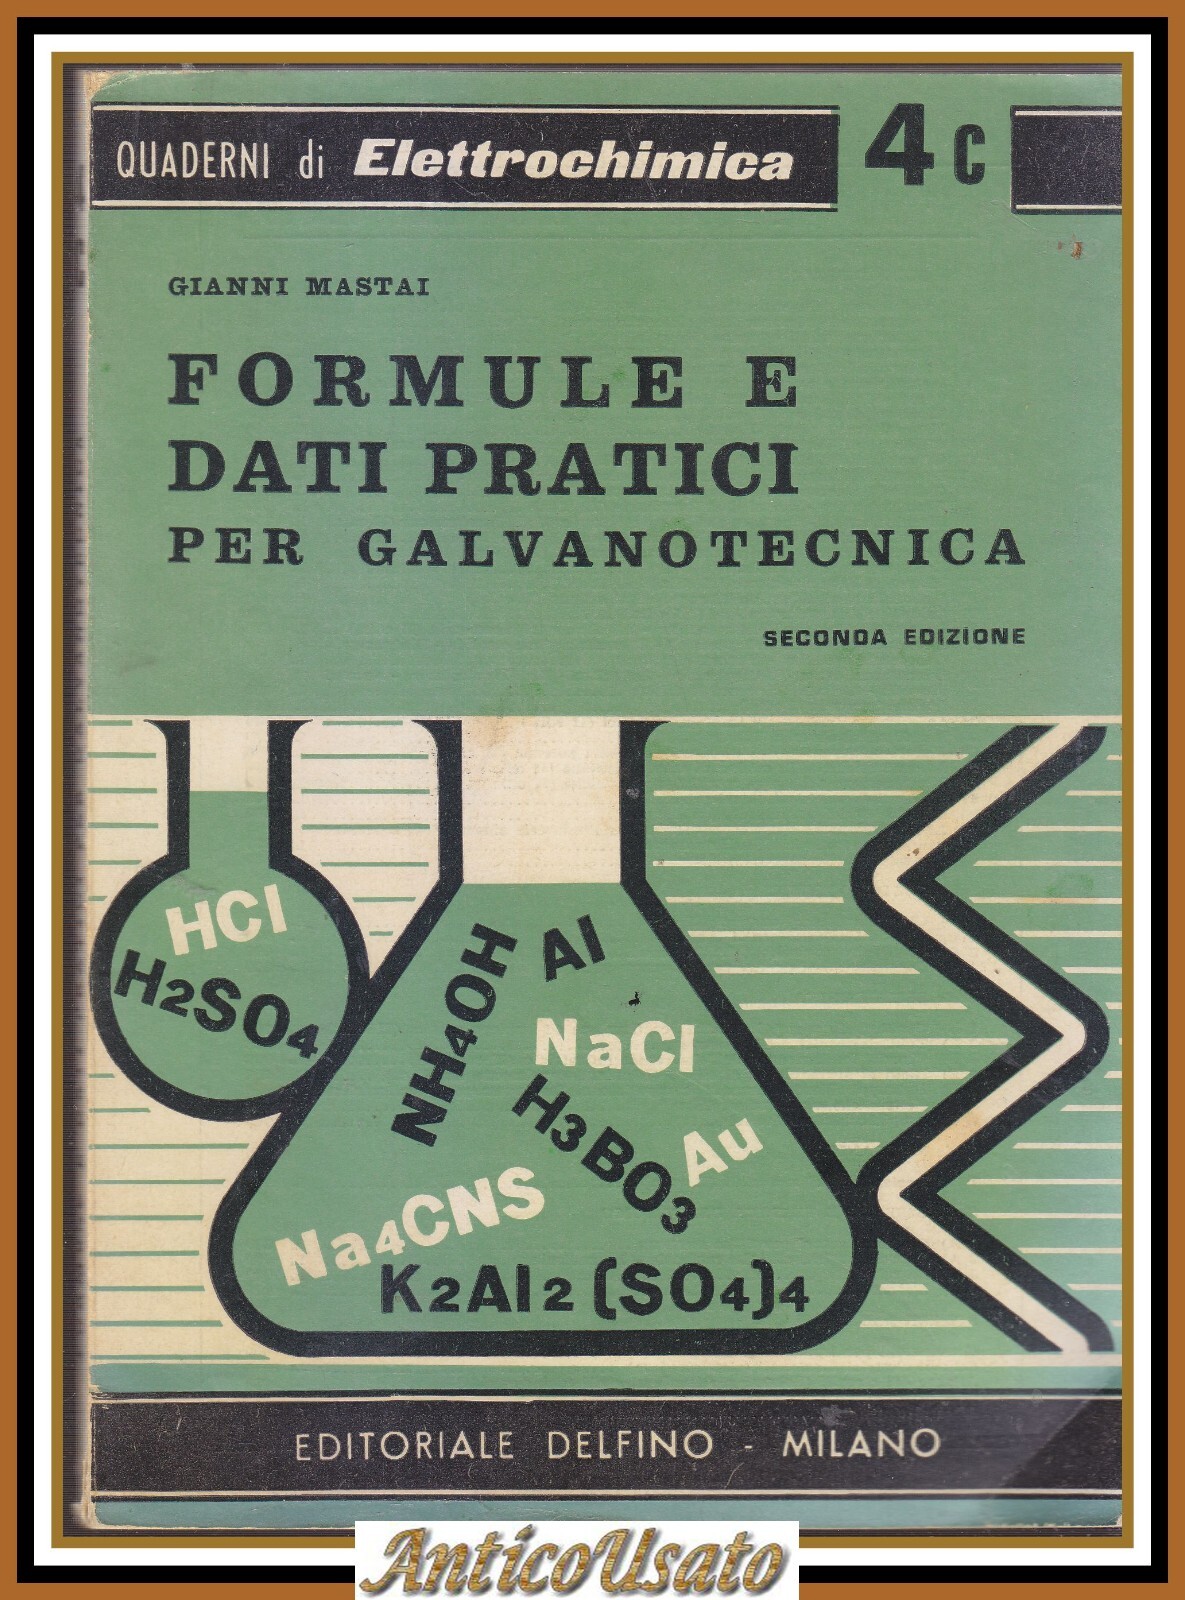 QUADERNI di Elettrochimica 4C
GIANNI MASTAI
FORMULE E
DATI PRATICI
PER GALVANOTECNICA
SECONDA EDIZIONE
HCl
H2SO4
NH4OH
Al
NaCl
H3BO3
Au
Na4CNS
K2Al2(SO4)4
EDITORIALE DELFINO - MILANO
AnticoUsato